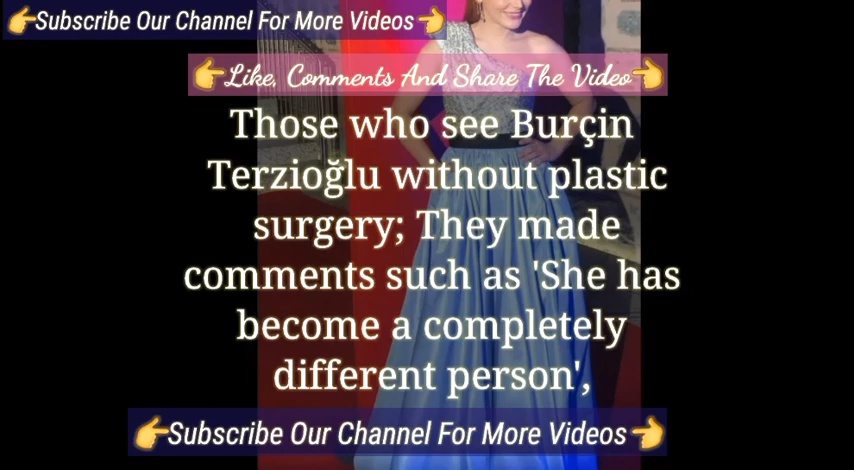 👉Subscribe Our Channel For More Videos👈
👉Like, Comments And Share The Video👈
Those who see Burçin
Terzioğlu without plastic
surgery; They made
comments such as 'She has
become a completely
different person',
👉Subscribe Our Channel For More Videos👈